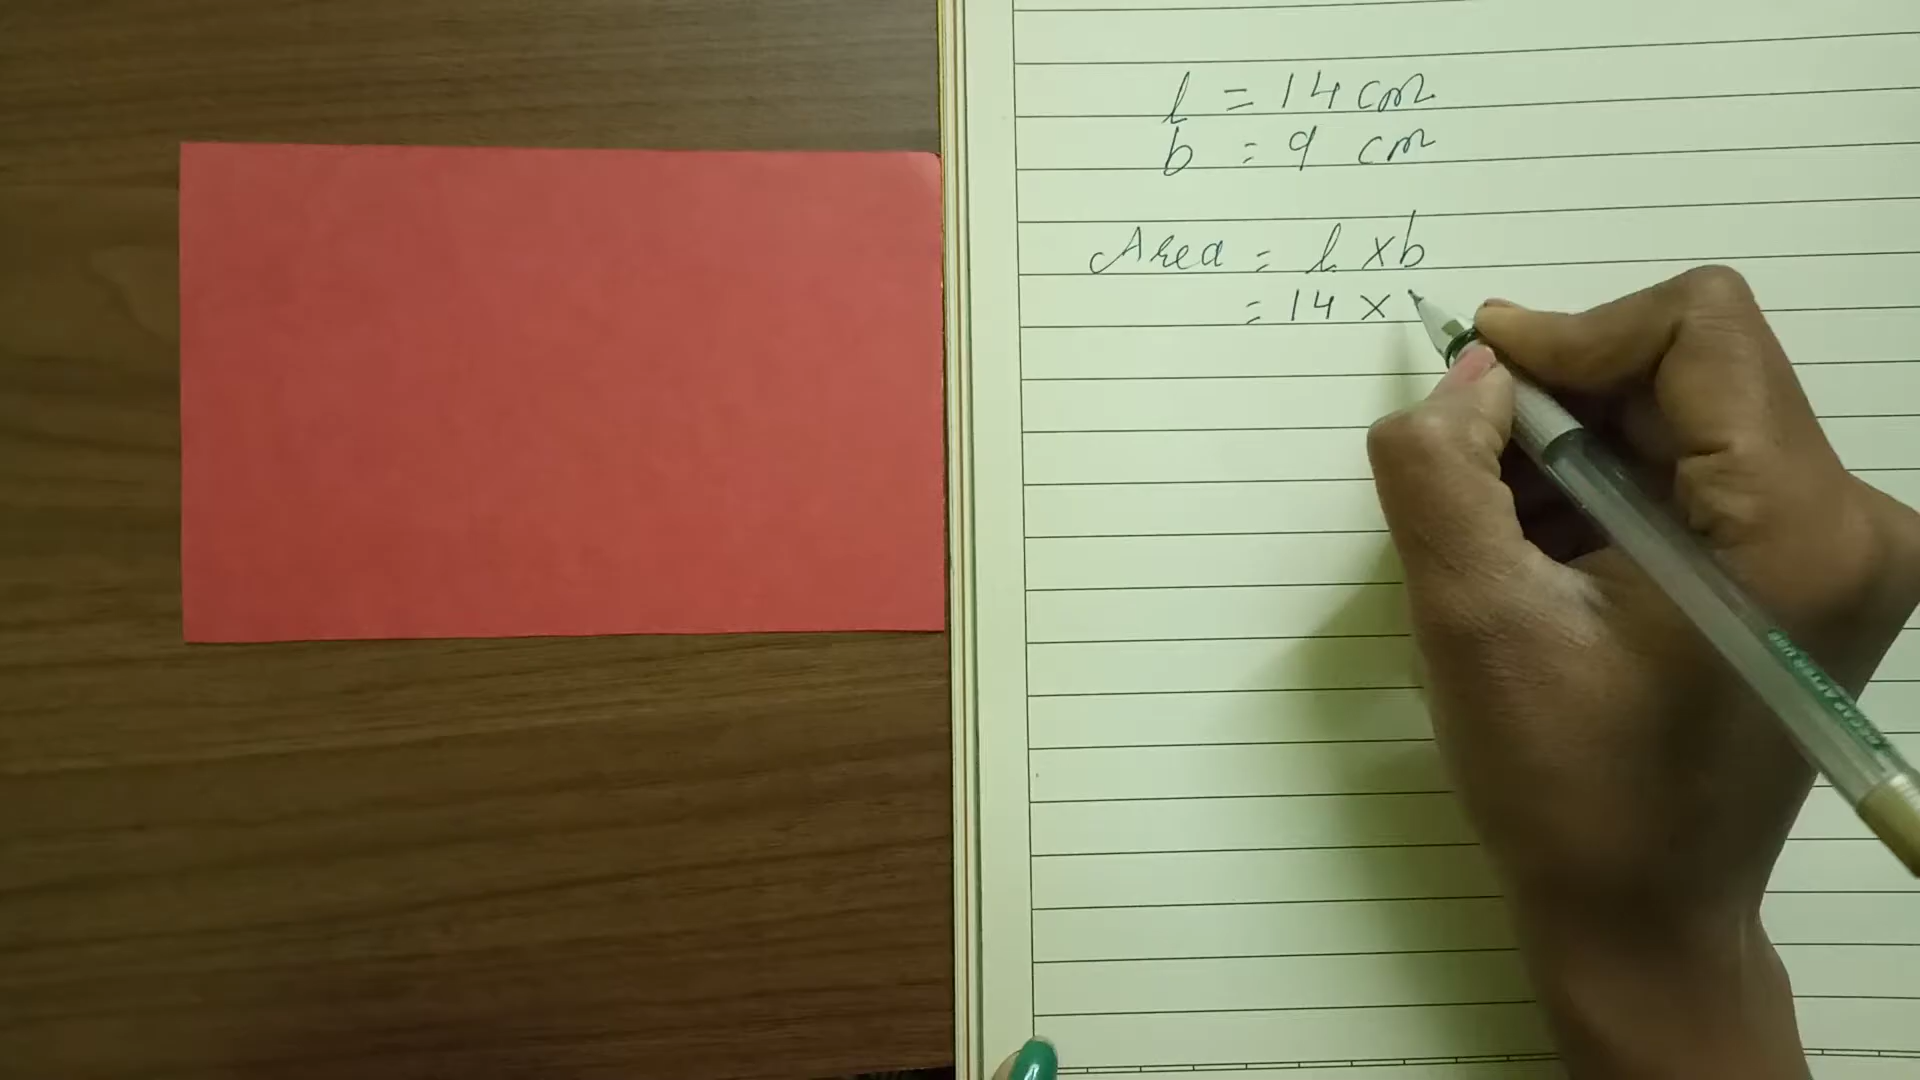 l = 14 cm
b = 9 cm
Area = l × b
= 14 ×